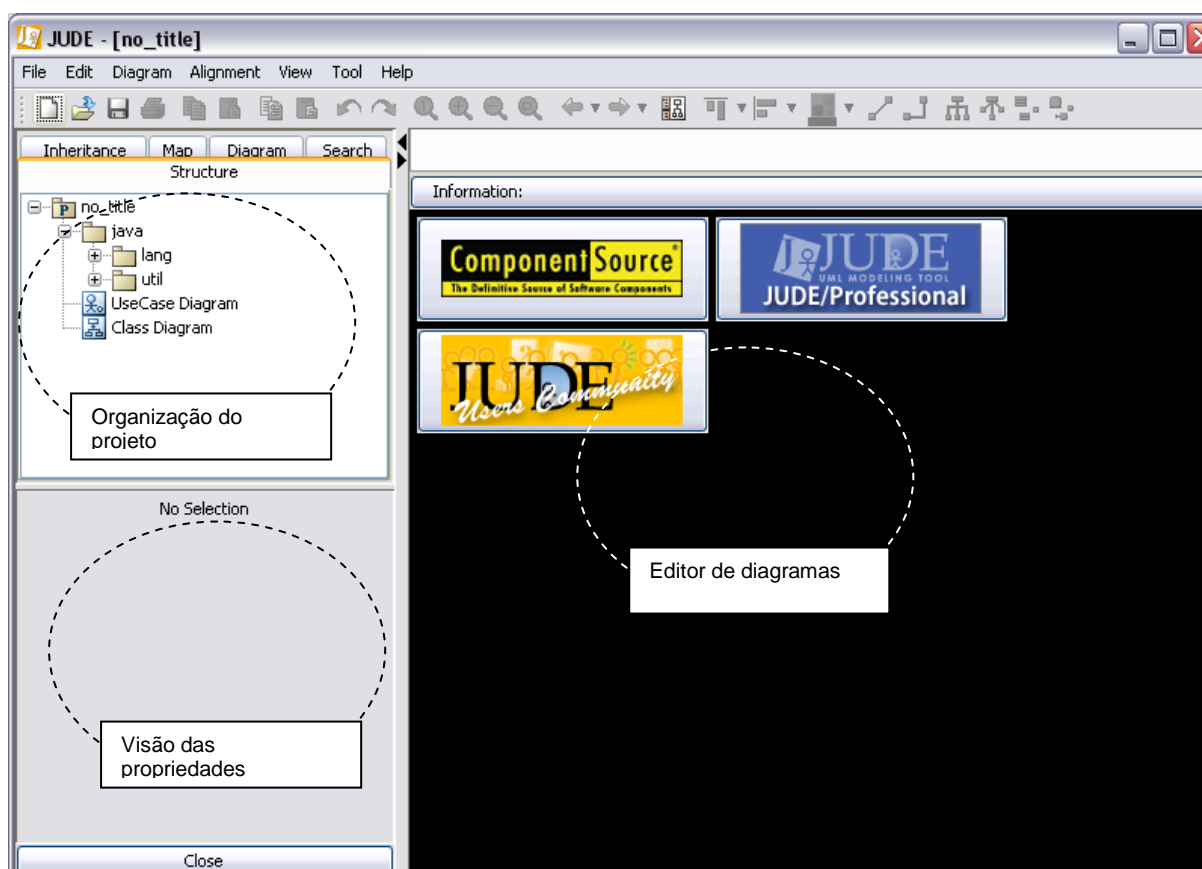 JUDE - [no_title]
File Edit Diagram Alignment View Tool Help
Inheritance Map Diagram Search
Structure
no_title
java
lang
util
UseCase Diagram
Class Diagram
Organização do
projeto
No Selection
Visão das
propriedades
Close
Information:
ComponentSource®
The Definitive Source of Software Components
JUDE
UML MODELING TOOL
JUDE/Professional
JUDE
Users Community
Editor de diagramas